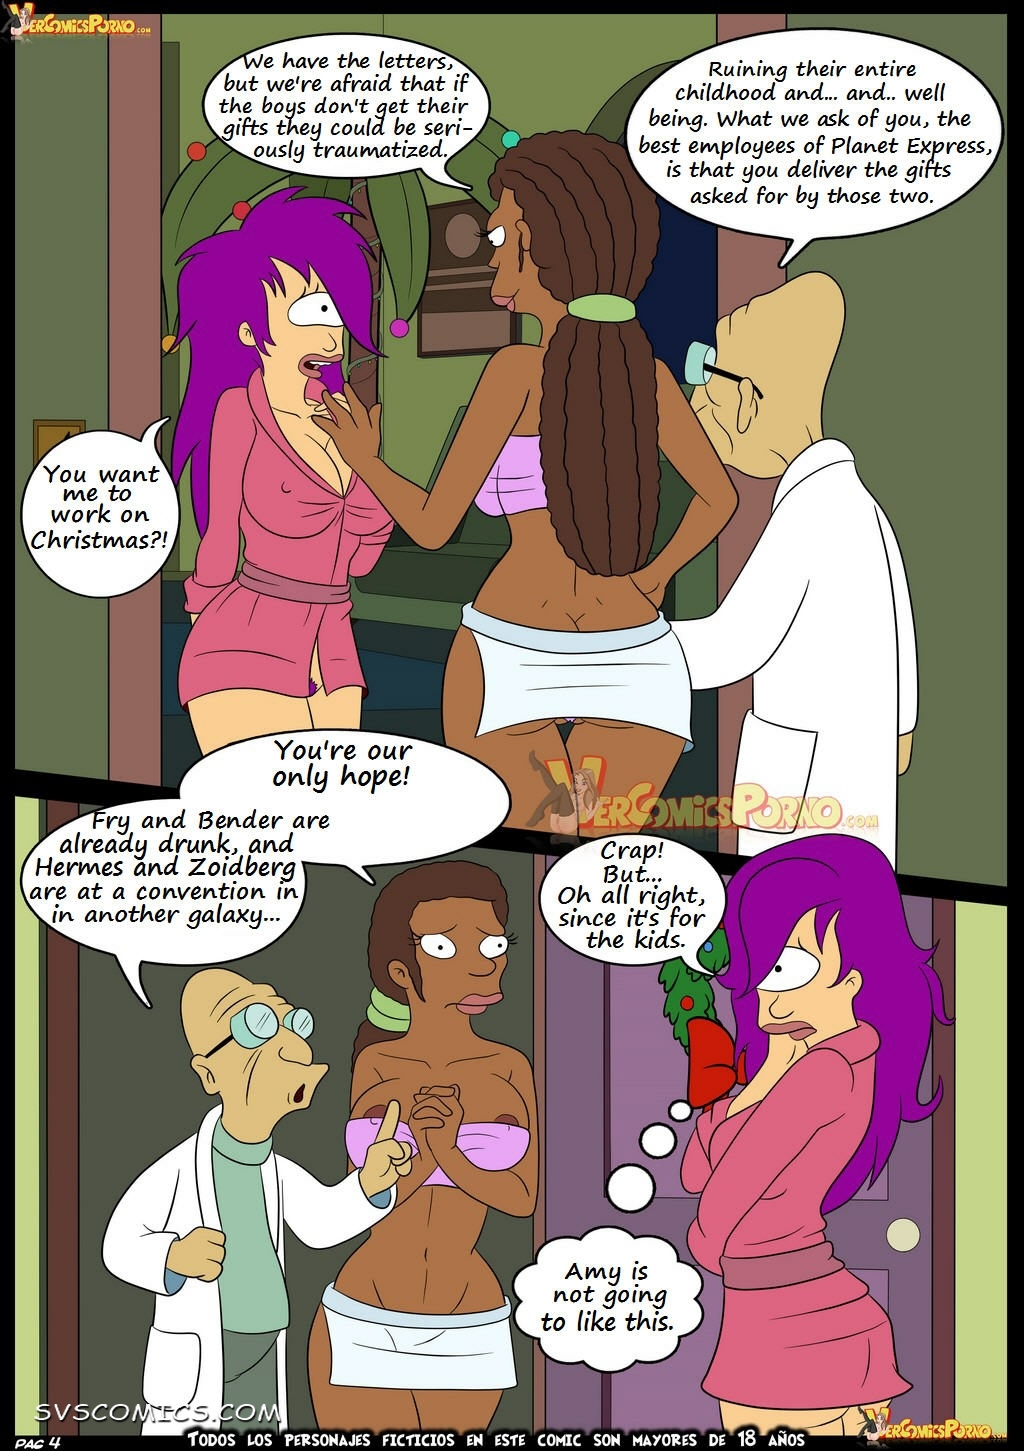 VerComicsPorno.com
We have the letters,
but we're afraid that if
the boys don't get their
gifts they could be seri-
ously traumatized.
Ruining their entire
childhood and... and.. well
being. What we ask of you, the
best employees of Planet Express,
is that you deliver the gifts
asked for by those two.
You want
me to
work on
Christmas?!
VerComicsPorno.com
You're our
only hope!
Fry and Bender are
already drunk, and
Hermes and Zoidberg
are at a convention in
in another galaxy...
Crap!
But...
Oh all right,
since it's for
the kids.
Amy is
not going
to like this.
SVSCOMICS.COM
PAG 4
TODOS LOS PERSONAJES FICTICIOS EN ESTE COMIC SON MAYORES DE 18 AÑOS
VerComicsPorno.com